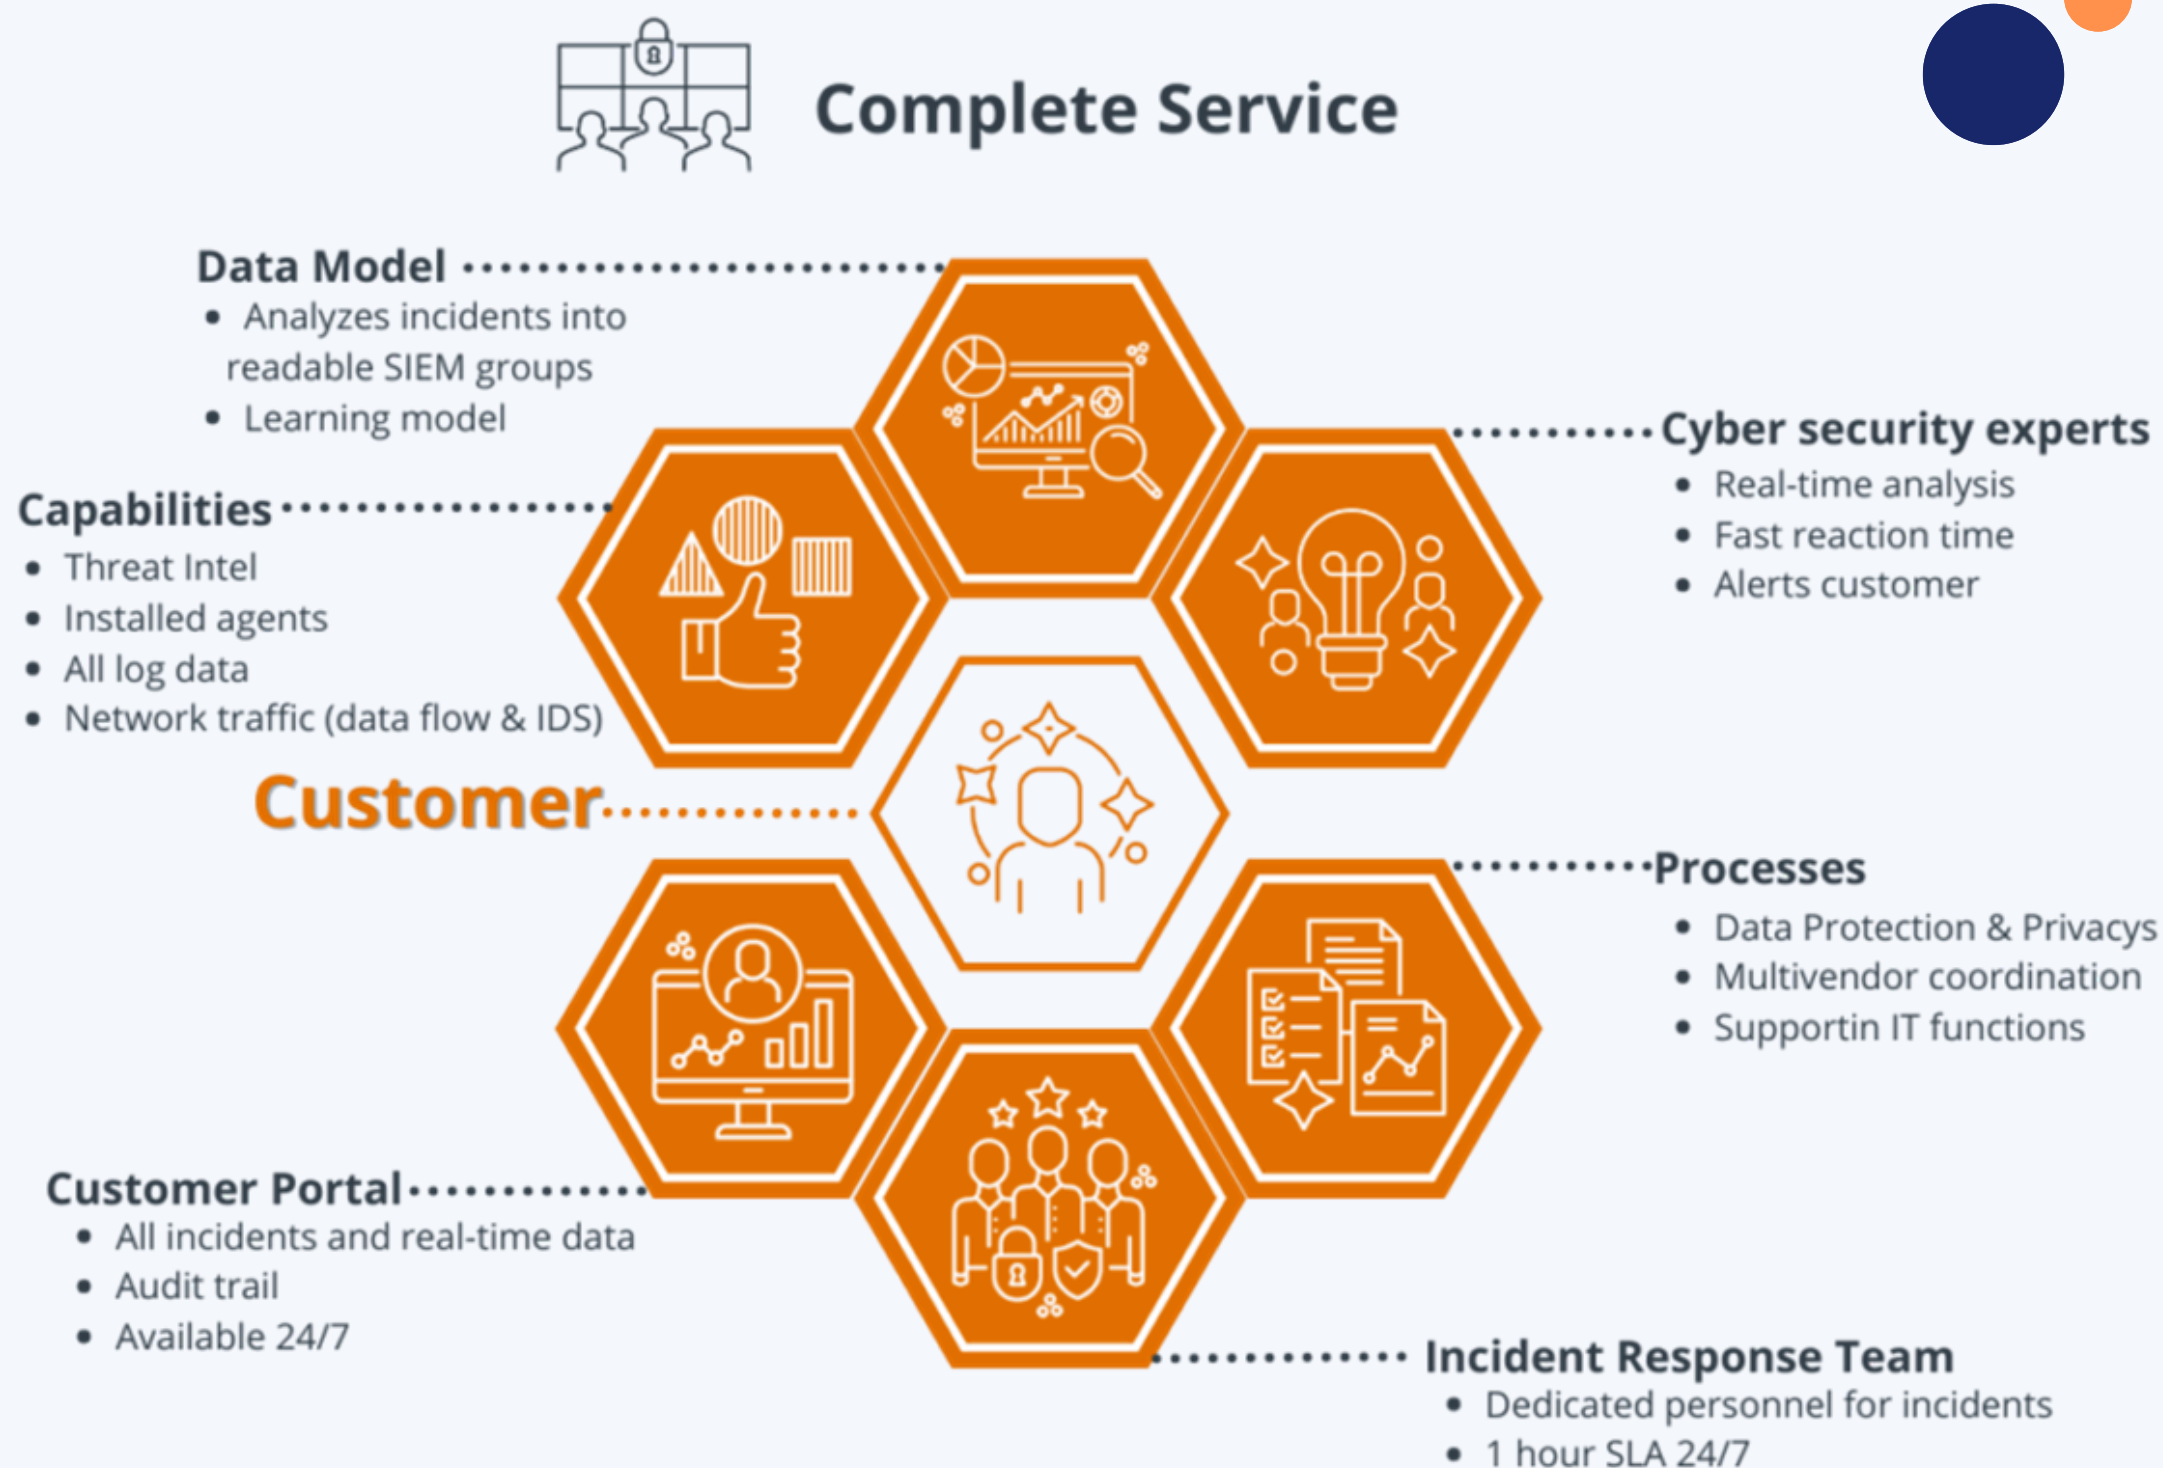 Complete Service
Data Model
• Analyzes incidents into
readable SIEM groups
• Learning model
Cyber security experts
• Real-time analysis
• Fast reaction time
• Alerts customer
Capabilities
• Threat Intel
• Installed agents
• All log data
• Network traffic (data flow & IDS)
Customer
Processes
• Data Protection & Privacys
• Multivendor coordination
• Supportin IT functions
Customer Portal
• All incidents and real-time data
• Audit trail
• Available 24/7
Incident Response Team
• Dedicated personnel for incidents
• 1 hour SLA 24/7